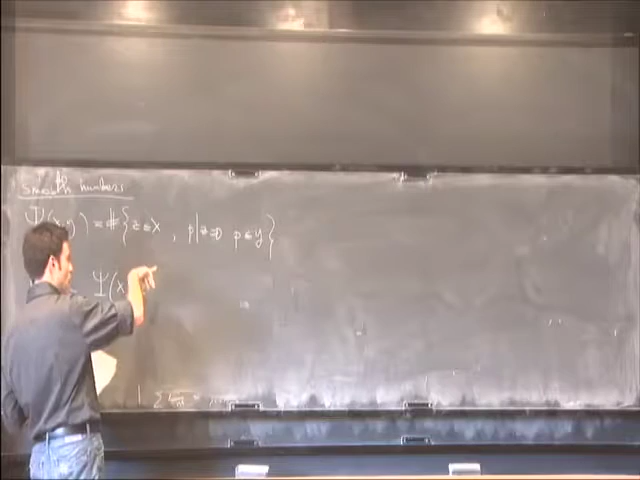 Smooth numbers
Ψ(x,y) = #{z≤x , p|z ⇒ p≤y}
Ψ(x